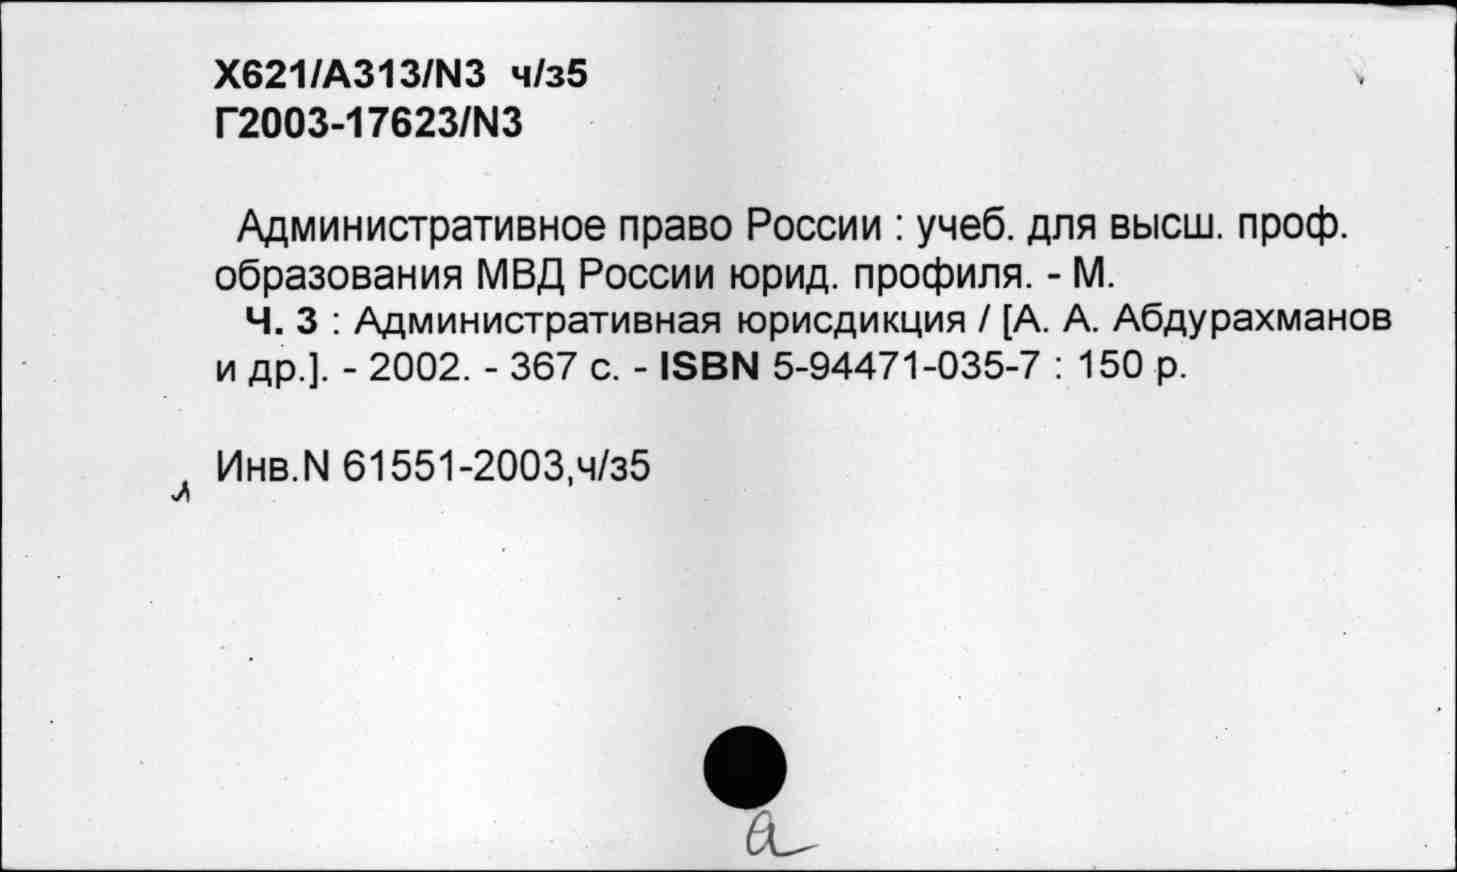 Х621/А313/N3 ч/з5
Г2003-17623/N3
Административное право России : учеб. для высш. проф.
образования МВД России юрид. профиля. - М.
Ч. 3 : Административная юрисдикция / [А. А. Абдурахманов
и др.]. - 2002. - 367 с. - ISBN 5-94471-035-7 : 150 р.
Инв.N 61551-2003,ч/з5
а